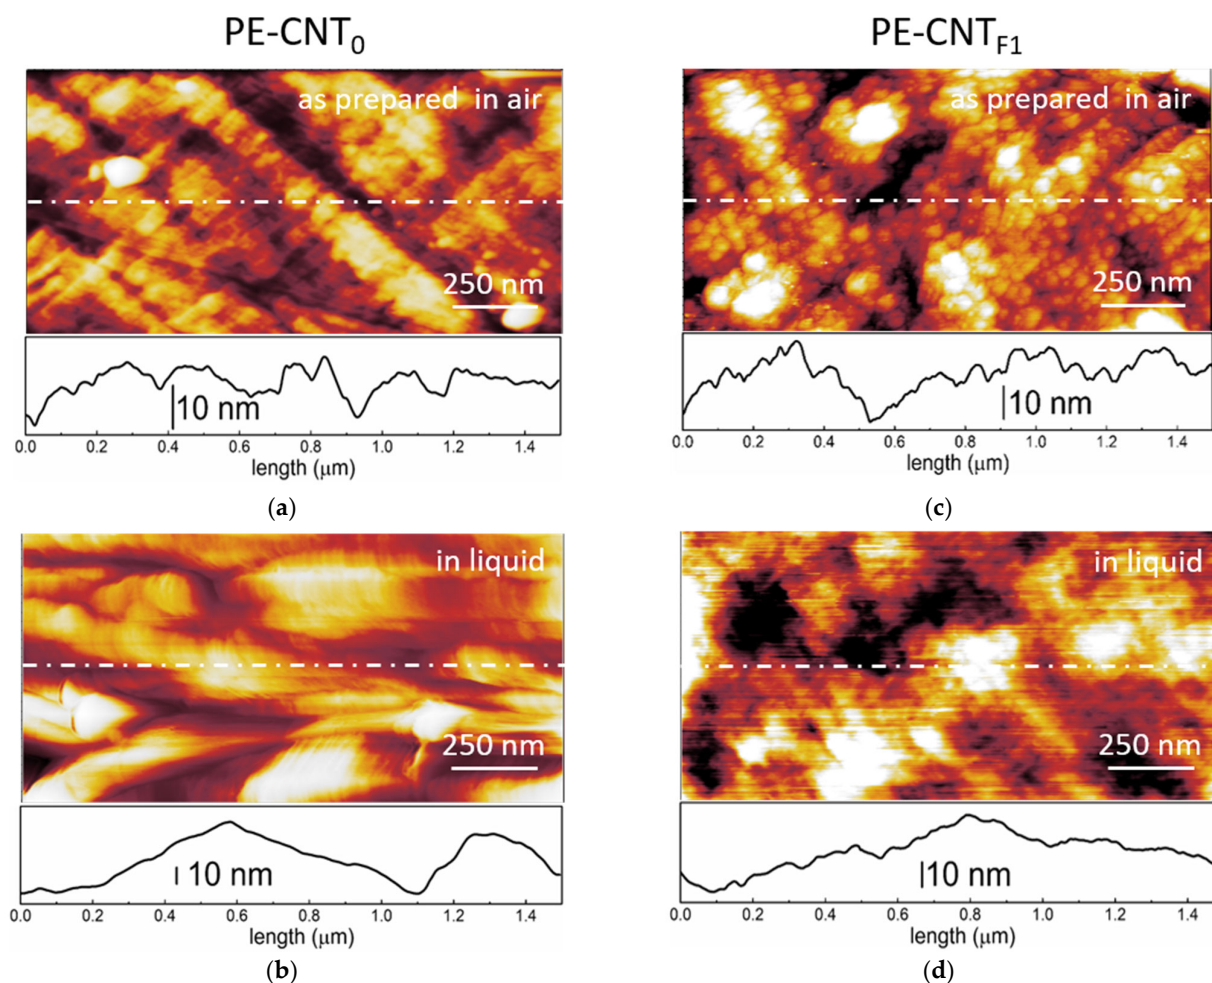 PE-CNT0
PE-CNTF1
as prepared in air
250 nm
10 nm
0.0 0.2 0.4 0.6 0.8 1.0 1.2 1.4
length (μm)
(a)
as prepared in air
250 nm
10 nm
0.0 0.2 0.4 0.6 0.8 1.0 1.2 1.4
length (μm)
(c)
in liquid
250 nm
10 nm
0.0 0.2 0.4 0.6 0.8 1.0 1.2 1.4
length (μm)
(b)
in liquid
250 nm
10 nm
0.0 0.2 0.4 0.6 0.8 1.0 1.2 1.4
length (μm)
(d)